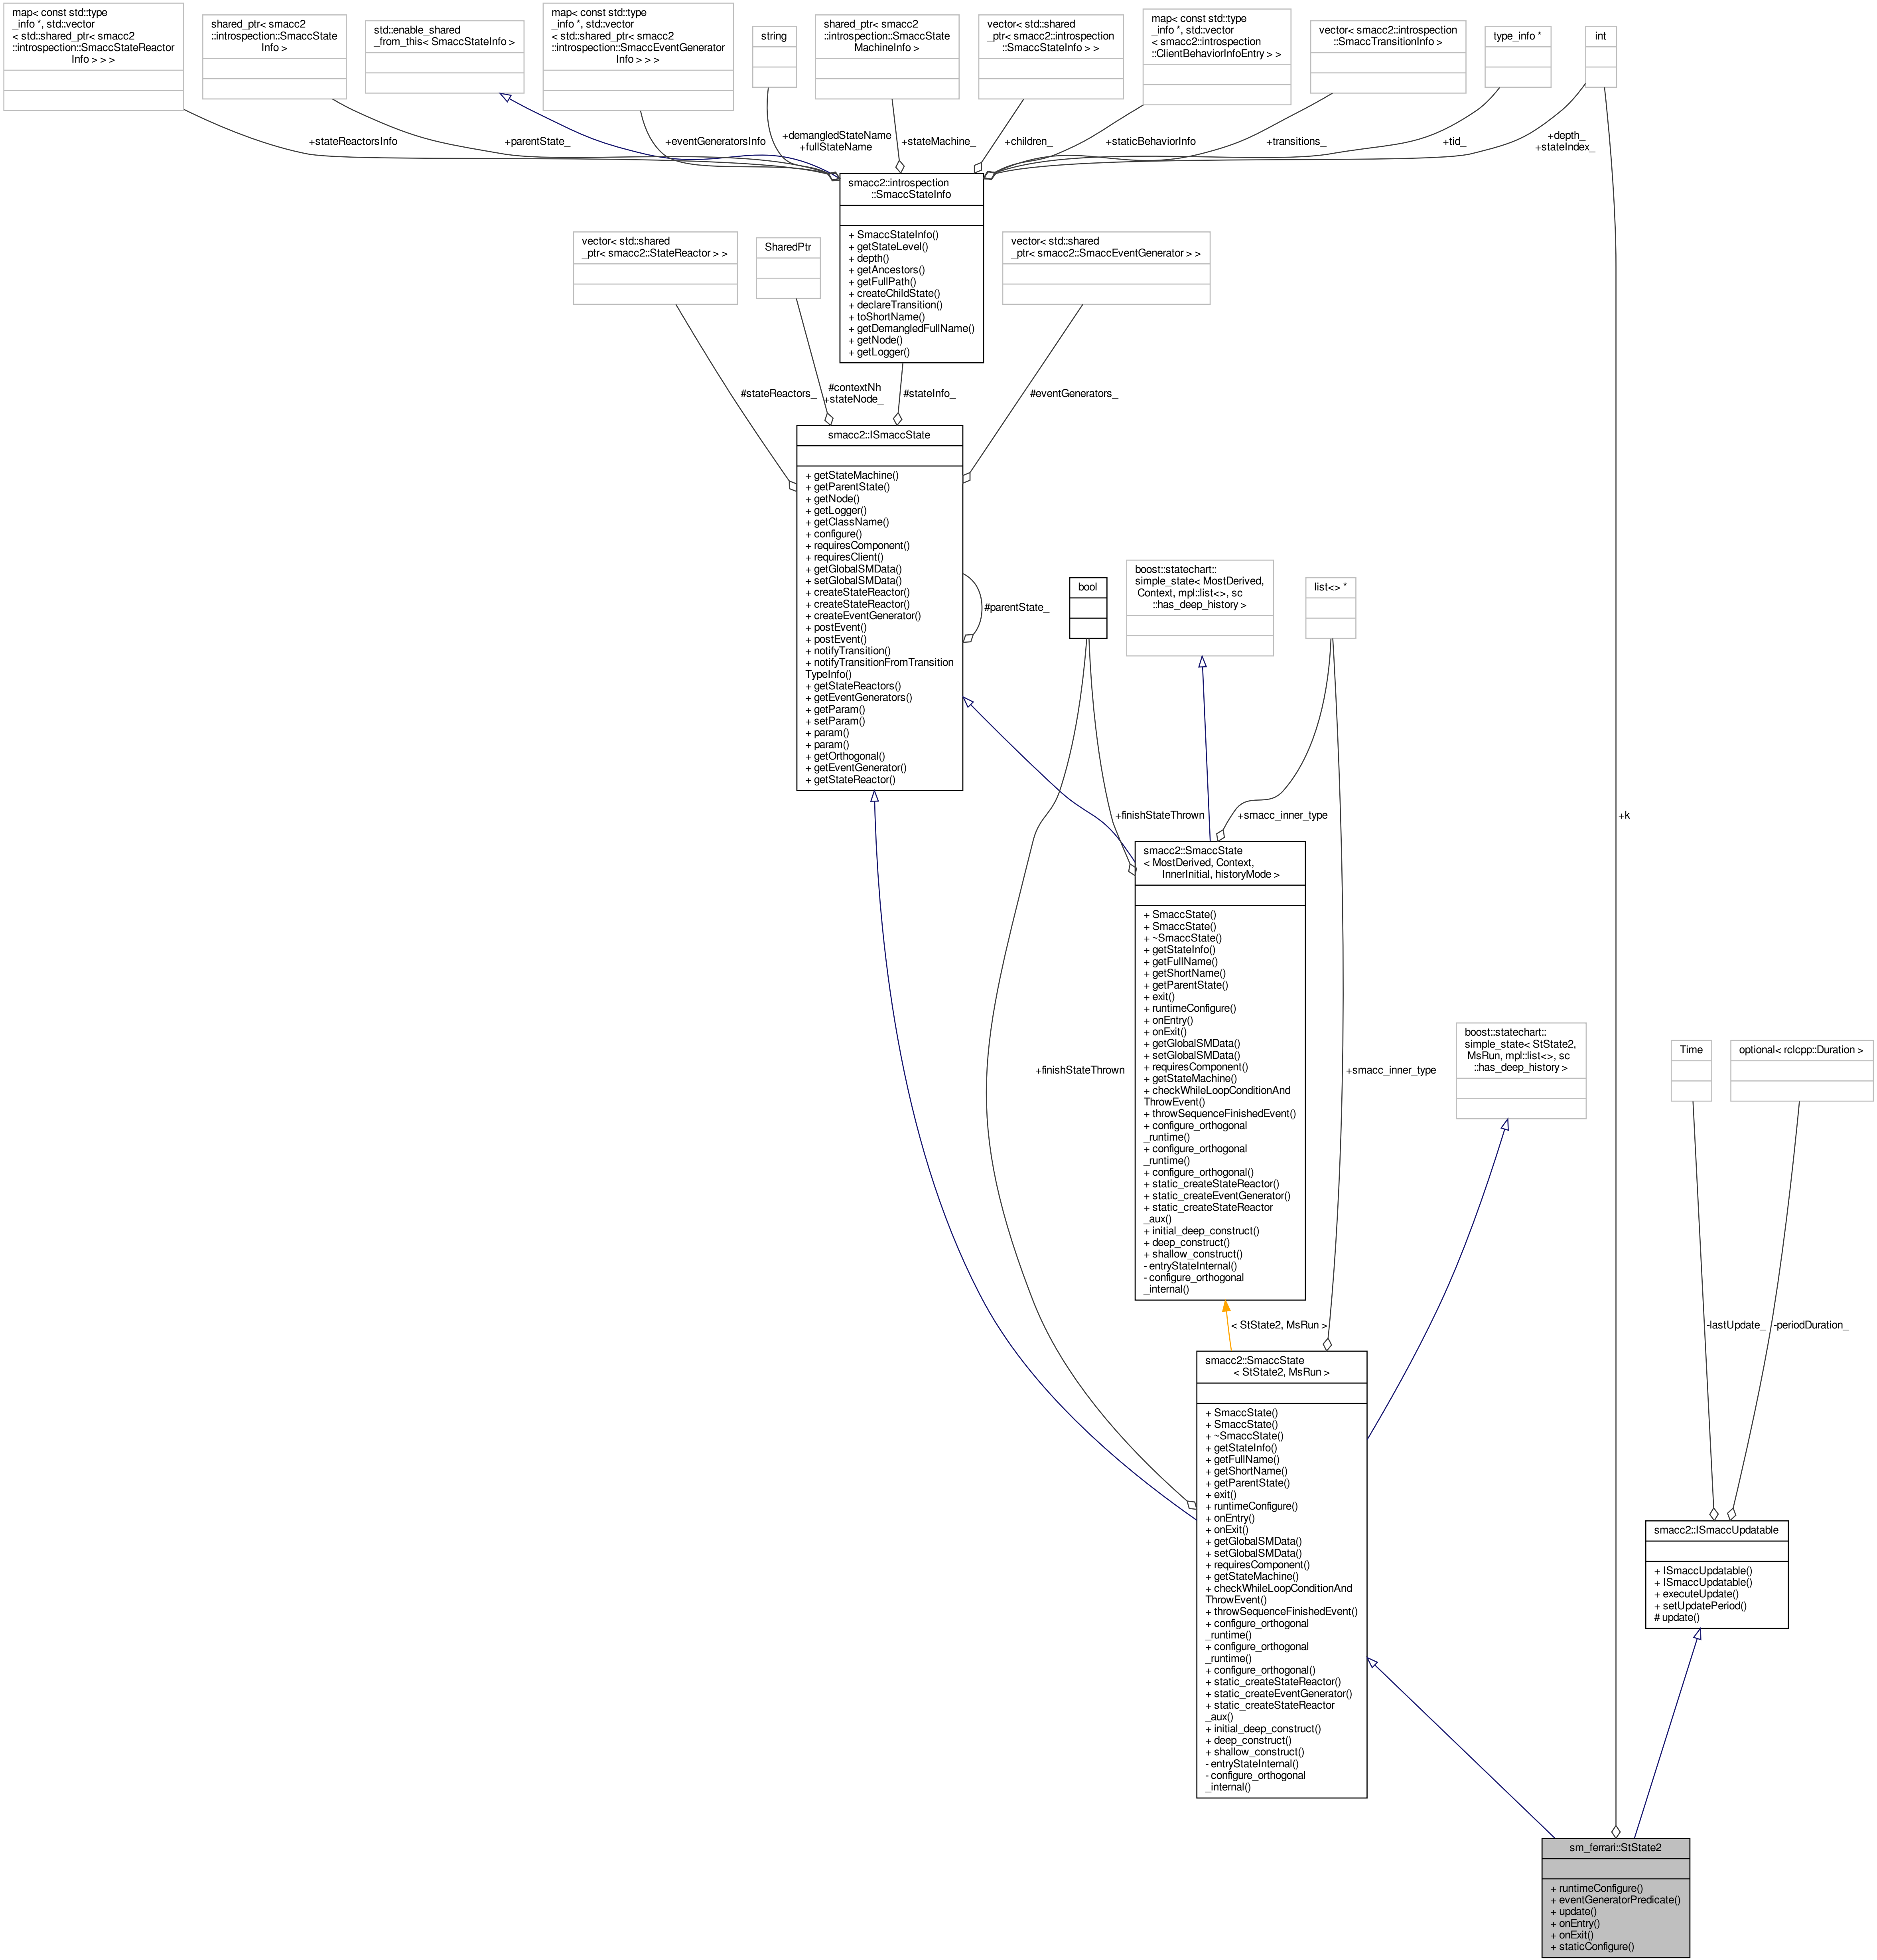 map< const std::type
_info *, std::vector
< std::shared_ptr< smacc2
::introspection::SmaccStateReactor
Info > > >
shared_ptr< smacc2
::introspection::SmaccState
Info >
std::enable_shared
_from_this< SmaccStateInfo >
map< const std::type
_info *, std::vector
< std::shared_ptr< smacc2
::introspection::SmaccEventGenerator
Info > > >
string
shared_ptr< smacc2
::introspection::SmaccState
MachineInfo >
vector< std::shared
_ptr< smacc2::introspection
::SmaccStateInfo > >
map< const std::type
_info *, std::vector
< smacc2::introspection
::ClientBehaviorInfoEntry > >
vector< smacc2::introspection
::SmaccTransitionInfo >
type_info *
int
+stateReactorsInfo
+parentState_
+eventGeneratorsInfo
+demangledStateName
+fullStateName
+stateMachine_
+children_
+staticBehaviorInfo
+transitions_
+tid_
+depth_
+stateIndex_
smacc2::introspection
::SmaccStateInfo
+ SmaccStateInfo()
+ getStateLevel()
+ depth()
+ getAncestors()
+ getFullPath()
+ createChildState()
+ declareTransition()
+ toShortName()
+ getDemangledFullName()
+ getNode()
+ getLogger()
vector< std::shared
_ptr< smacc2::StateReactor > >
SharedPtr
vector< std::shared
_ptr< smacc2::SmaccEventGenerator > >
#stateReactors_
#contextNh
+stateNode_
#stateInfo_
#eventGenerators_
smacc2::ISmaccState
+ getStateMachine()
+ getParentState()
+ getNode()
+ getLogger()
+ getClassName()
+ configure()
+ requiresComponent()
+ requiresClient()
+ getGlobalSMData()
+ setGlobalSMData()
+ createStateReactor()
+ createStateReactor()
+ createEventGenerator()
+ postEvent()
+ postEvent()
+ notifyTransition()
+ notifyTransitionFromTransition
TypeInfo()
+ getStateReactors()
+ getEventGenerators()
+ getParam()
+ setParam()
+ param()
+ param()
+ getOrthogonal()
+ getEventGenerator()
+ getStateReactor()
#parentState_
bool
boost::statechart::
simple_state< MostDerived,
Context, mpl::list<>, sc
::has_deep_history >
list<> *
+finishStateThrown
+smacc_inner_type
+k
smacc2::SmaccState
< MostDerived, Context,
InnerInitial, historyMode >
+ SmaccState()
+ SmaccState()
+ ~SmaccState()
+ getStateInfo()
+ getFullName()
+ getShortName()
+ getParentState()
+ exit()
+ runtimeConfigure()
+ onEntry()
+ onExit()
+ getGlobalSMData()
+ setGlobalSMData()
+ requiresComponent()
+ getStateMachine()
+ checkWhileLoopConditionAnd
ThrowEvent()
+ throwSequenceFinishedEvent()
+ configure_orthogonal
_runtime()
+ configure_orthogonal
_runtime()
+ configure_orthogonal()
+ static_createStateReactor()
+ static_createEventGenerator()
+ static_createStateReactor
_aux()
+ initial_deep_construct()
+ deep_construct()
+ shallow_construct()
- entryStateInternal()
- configure_orthogonal
_internal()
+finishStateThrown
+smacc_inner_type
boost::statechart::
simple_state< StState2,
MsRun, mpl::list<>, sc
::has_deep_history >
Time
optional< rclcpp::Duration >
< StState2, MsRun >
-lastUpdate_
-periodDuration_
smacc2::SmaccState
< StState2, MsRun >
+ SmaccState()
+ SmaccState()
+ ~SmaccState()
+ getStateInfo()
+ getFullName()
+ getShortName()
+ getParentState()
+ exit()
+ runtimeConfigure()
+ onEntry()
+ onExit()
+ getGlobalSMData()
+ setGlobalSMData()
+ requiresComponent()
+ getStateMachine()
+ checkWhileLoopConditionAnd
ThrowEvent()
+ throwSequenceFinishedEvent()
+ configure_orthogonal
_runtime()
+ configure_orthogonal
_runtime()
+ configure_orthogonal()
+ static_createStateReactor()
+ static_createEventGenerator()
+ static_createStateReactor
_aux()
+ initial_deep_construct()
+ deep_construct()
+ shallow_construct()
- entryStateInternal()
- configure_orthogonal
_internal()
smacc2::ISmaccUpdatable
+ ISmaccUpdatable()
+ ISmaccUpdatable()
+ executeUpdate()
+ setUpdatePeriod()
# update()
sm_ferrari::StState2
+ runtimeConfigure()
+ eventGeneratorPredicate()
+ update()
+ onEntry()
+ onExit()
+ staticConfigure()